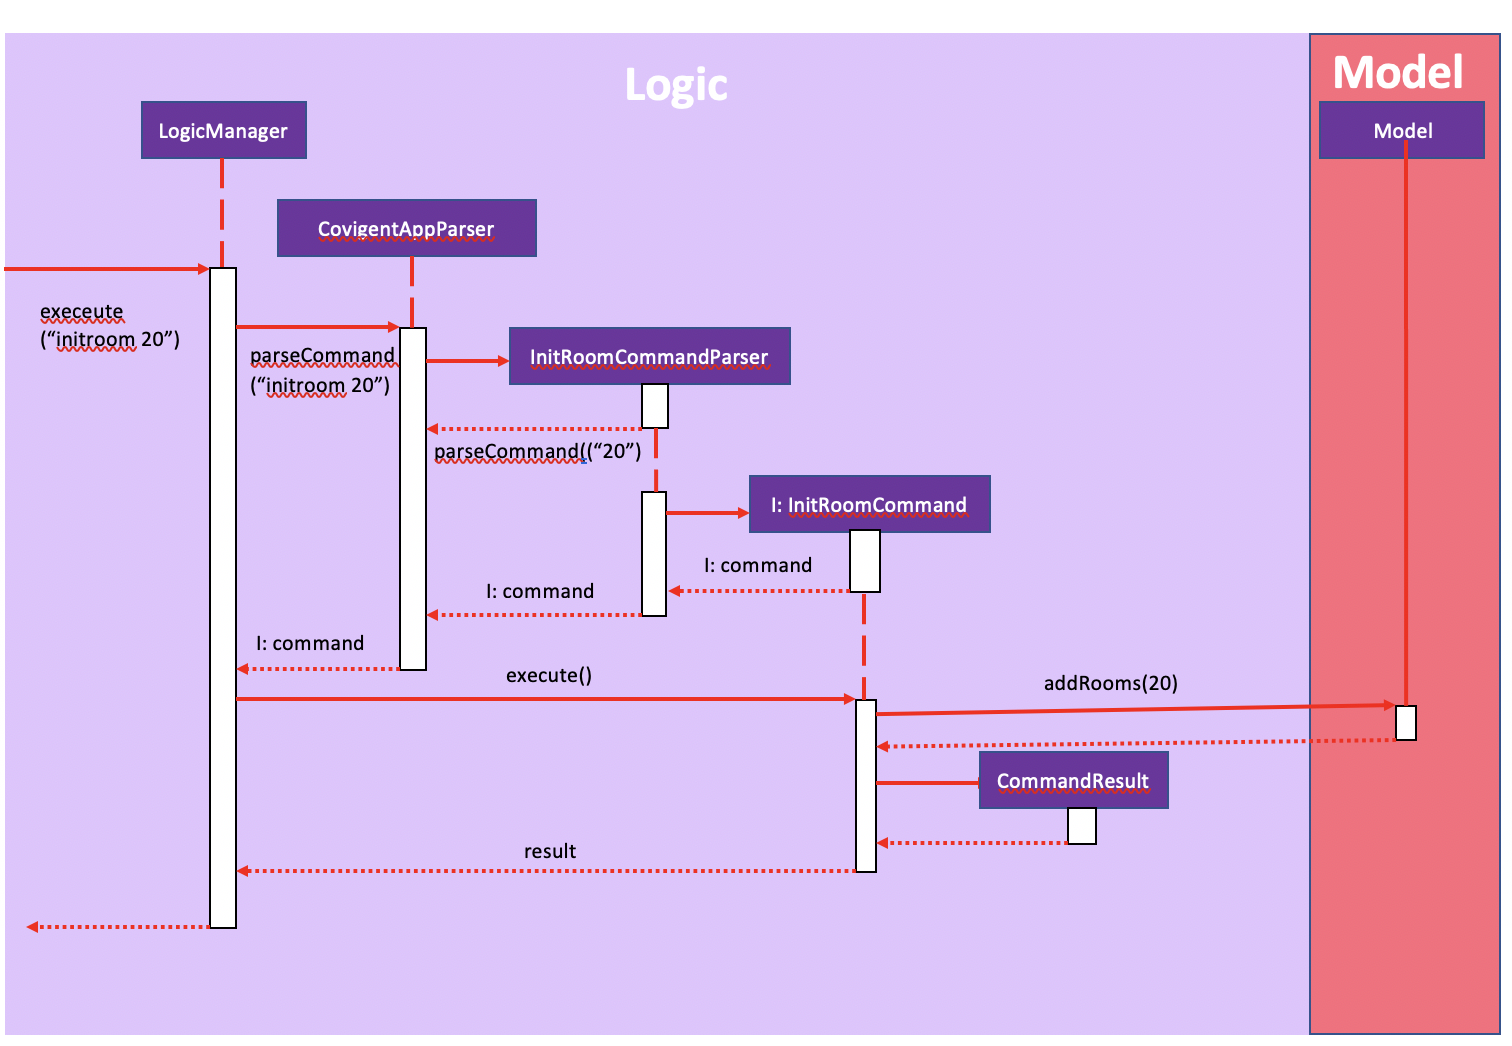 Logic
Model
LogicManager
Model
CovigentAppParser
execeute
(“initroom 20”)
parseCommand
(“initroom 20”)
InitRoomCommandParser
parseCommand((“20”)
I: InitRoomCommand
I: command
I: command
I: command
execute()
addRooms(20)
CommandResult
result